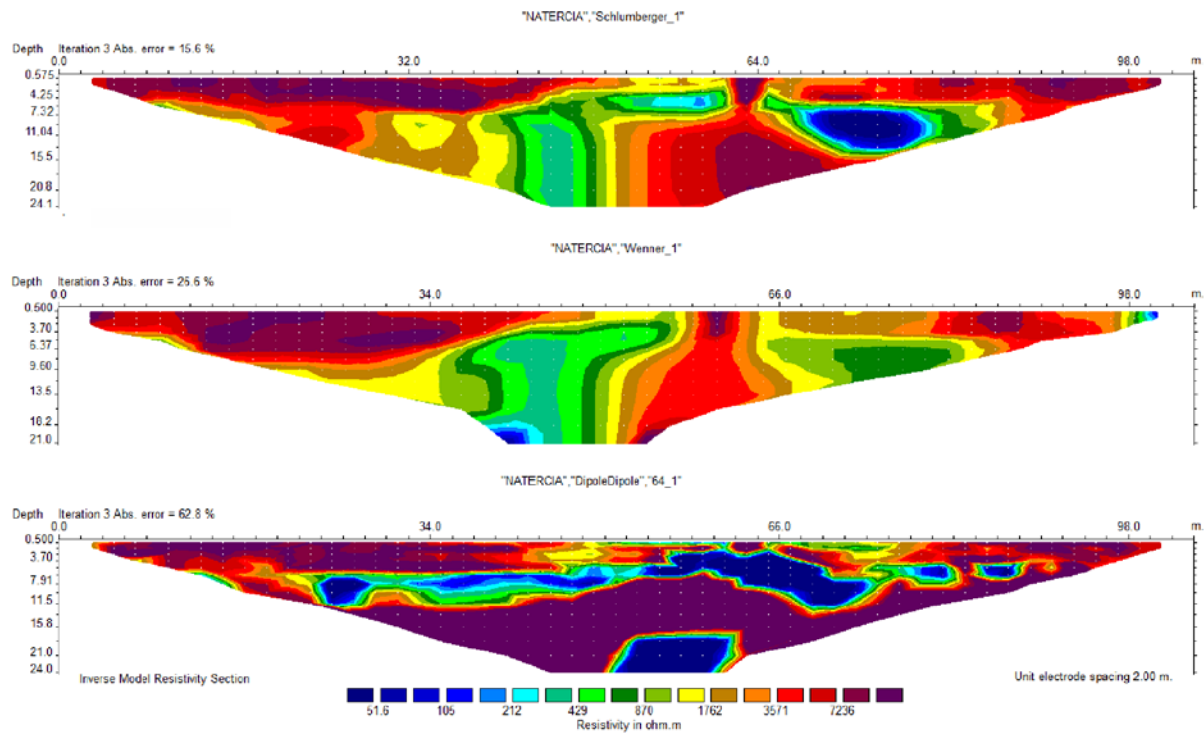 "NATERCIA","Schlumberger_1"
Depth Iteration 3 Abs. error = 15.6 %
0.0 32.0 64.0 98.0 m.
0.575
4.25
7.32
11.04
15.5
20.8
24.1
"NATERCIA","Wenner_1"
Depth Iteration 3 Abs. error = 25.6 %
0.0 34.0 66.0 98.0 m.
0.500
3.70
6.37
9.60
13.5
16.2
21.0
"NATERCIA","DipoleDipole","64_1"
Depth Iteration 3 Abs. error = 62.8 %
0.0 34.0 66.0 98.0 m.
0.500
3.70
7.91
11.5
15.8
21.0
24.0
Inverse Model Resistivity Section
Unit electrode spacing 2.00 m.
51.6 105 212 429 870 1762 3571 7236
Resistivity in ohm.m